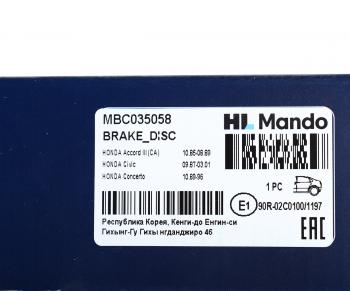 MBC035058
BRAKE_DISC
HL Mando
HONDA Accord III (CA) 10.85-06.89
HONDA Civic 09.87-03.01
HONDA Concerto 10.89-96
1 PC
E1
90R-02C0100/1197
EAC
Республика Корея, Кенги-до Енгин-си
Гихынг-Гу Гихы нгданджиро 46